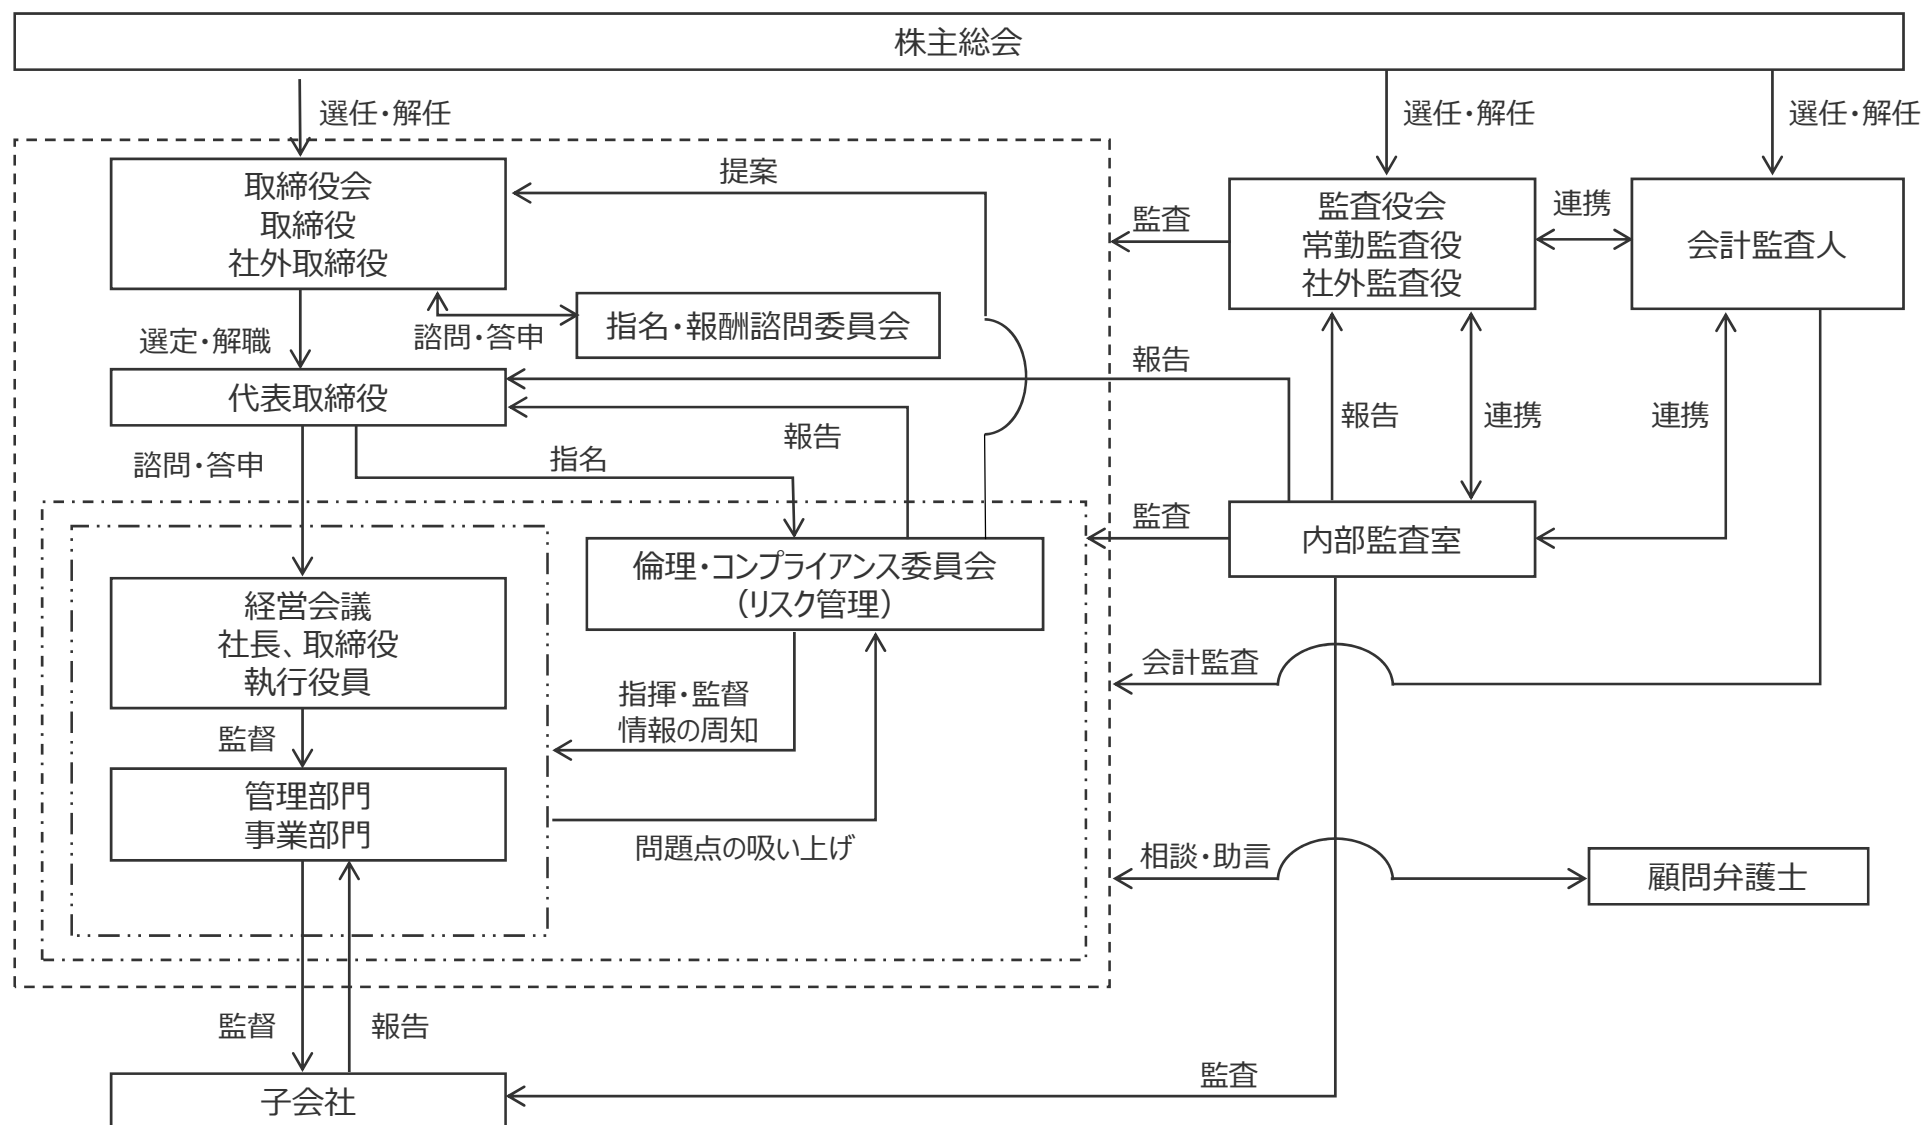 株主総会
選任・解任
選任・解任
選任・解任
取締役会
取締役
社外取締役
提案
監査
監査役会
常勤監査役
社外監査役
連携
会計監査人
選定・解職
諮問・答申
指名・報酬諮問委員会
代表取締役
報告
報告
報告
連携
連携
諮問・答申
指名
監査
内部監査室
倫理・コンプライアンス委員会
（リスク管理）
経営会議
社長、取締役
執行役員
会計監査
指揮・監督
情報の周知
監督
管理部門
事業部門
問題点の吸い上げ
相談・助言
顧問弁護士
監督
報告
監査
子会社